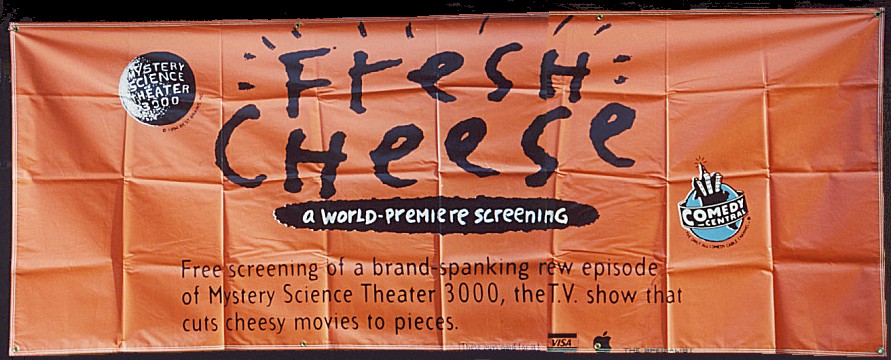 Fresh
Cheese
MYSTERY
SCIENCE
THEATER
3000
a WORLD-PREMIERE SCREENING
COMEDY
CENTRAL
Free screening of a brand-spanking new episode
of Mystery Science Theater 3000, the T.V. show that
cuts cheesy movies to pieces.
VISA